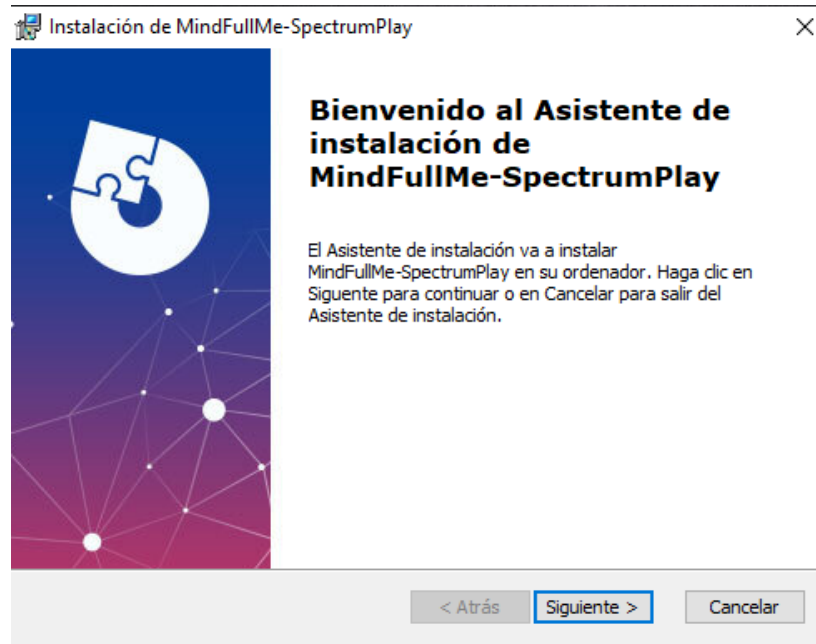 Instalación de MindFullMe-SpectrumPlay
Bienvenido al Asistente de
instalación de
MindFullMe-SpectrumPlay
El Asistente de instalación va a instalar
MindFullMe-SpectrumPlay en su ordenador. Haga clic en
Siguente para continuar o en Cancelar para salir del
Asistente de instalación.
< Atrás Siguiente > Cancelar